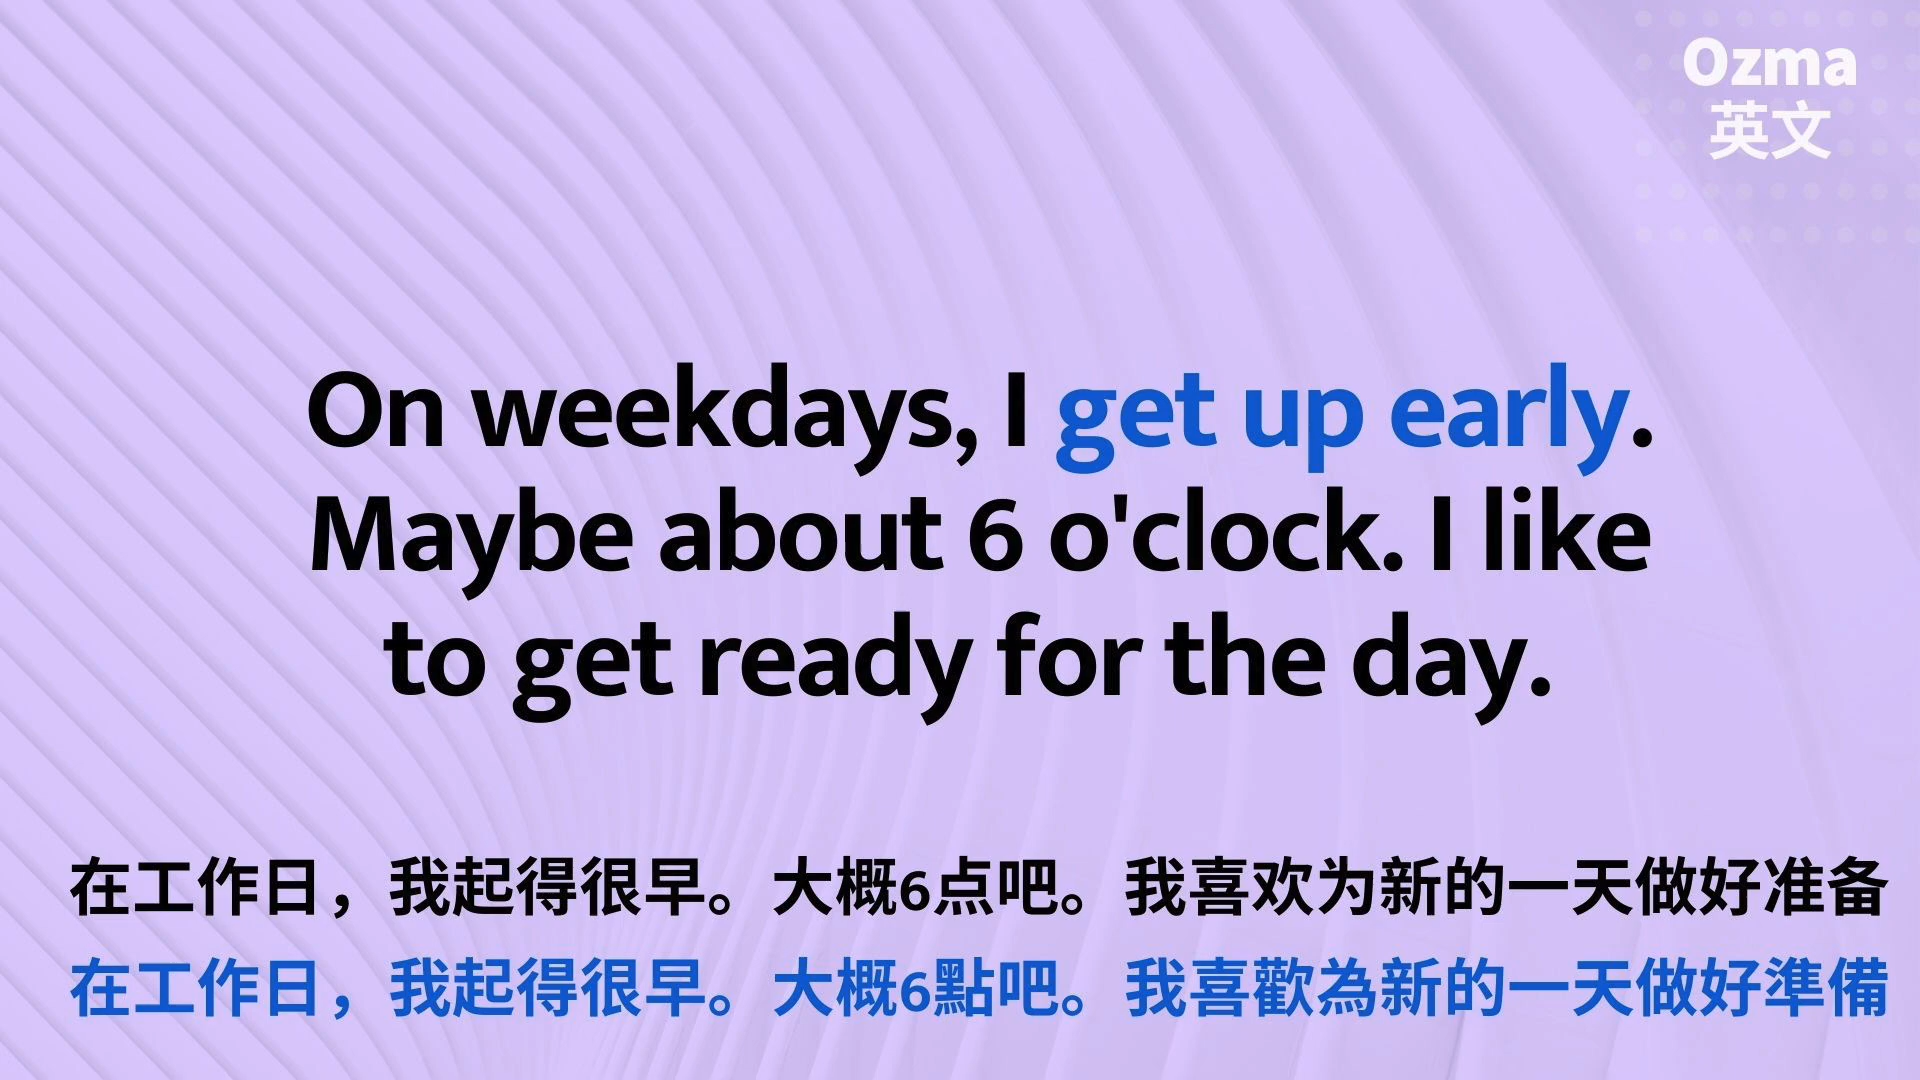 Ozma
英文
On weekdays, I get up early.
Maybe about 6 o'clock. I like
to get ready for the day.
在工作日，我起得很早。大概6点吧。我喜欢为新的一天做好准备
在工作日，我起得很早。大概6點吧。我喜歡為新的一天做好準備